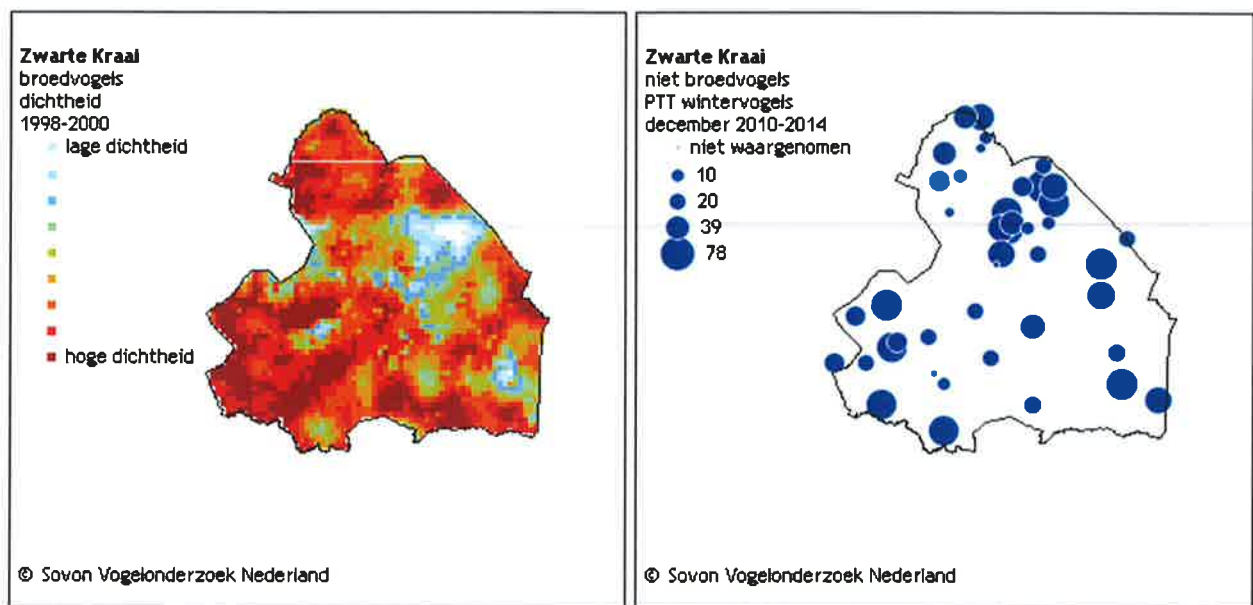 Zwarte Kraai
broedvogels
dichtheid
1998-2000
lage dichtheid
hoge dichtheid
© Sovon Vogelonderzoek Nederland
Zwarte Kraai
niet broedvogels
PTT wintervogels
december 2010-2014
niet waargenomen
10
20
39
78
© Sovon Vogelonderzoek Nederland